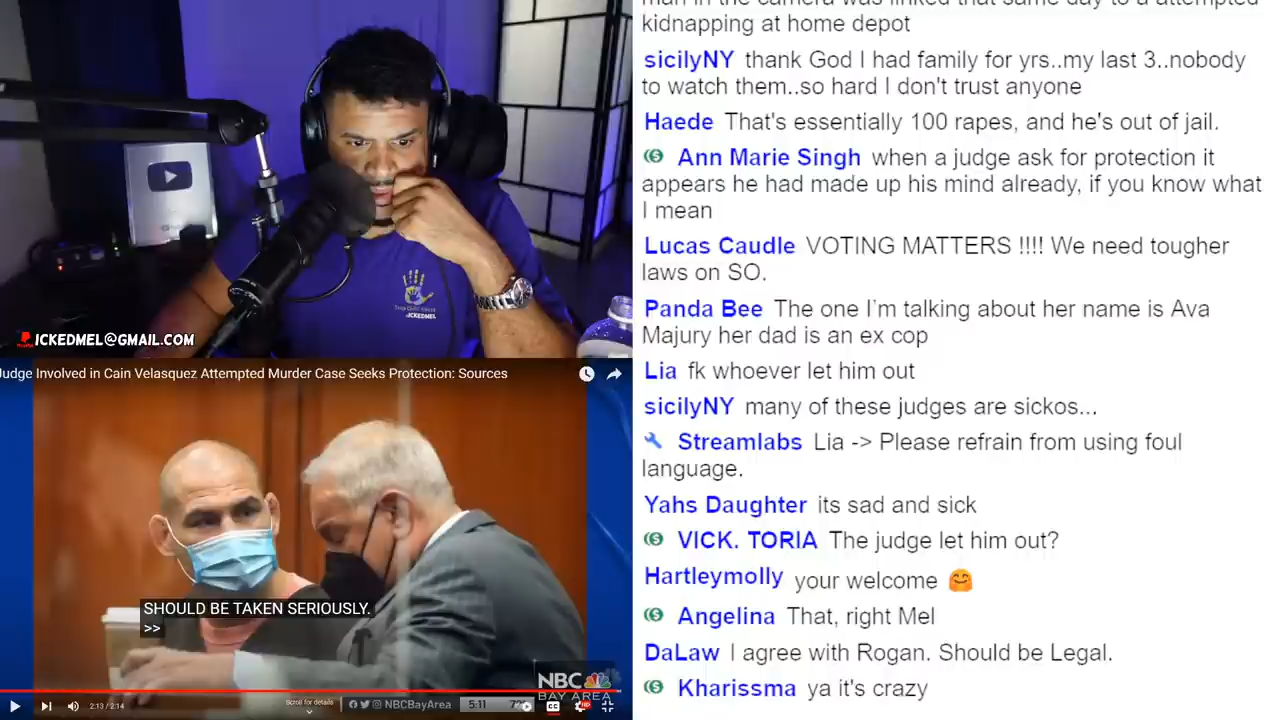 man in the camera was linked that same day to a attempted
kidnapping at home depot
sicilyNY thank God I had family for yrs..my last 3..nobody
to watch them..so hard I don't trust anyone
Haede That's essentially 100 rapes, and he's out of jail.
Ann Marie Singh when a judge ask for protection it
appears he had made up his mind already, if you know what
I mean
Lucas Caudle VOTING MATTERS !!!! We need tougher
laws on SO.
Panda Bee The one I'm talking about her name is Ava
Majury her dad is an ex cop
Lia fk whoever let him out
sicilyNY many of these judges are sickos...
Streamlabs Lia -> Please refrain from using foul
language.
Yahs Daughter its sad and sick
VICK. TORIA The judge let him out?
Hartleymolly your welcome 🤗
Angelina That, right Mel
DaLaw I agree with Rogan. Should be Legal.
Kharissma ya it's crazy
ICKEDMEL
ICKEDMEL@GMAIL.COM
Judge Involved in Cain Velasquez Attempted Murder Case Seeks Protection: Sources
SHOULD BE TAKEN SERIOUSLY.
>>
NBC
BAY AREA
2:13 / 2:14
Scroll for details
NBCBayArea
5:11
CC
HD